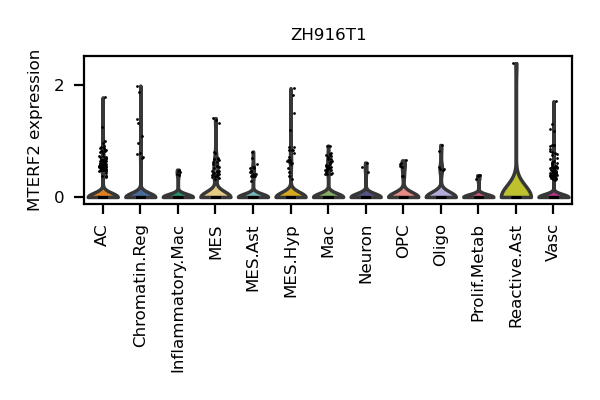 ZH916T1
MTERF2 expression
2
0
AC
Chromatin.Reg
Inflammatory.Mac
MES
MES.Ast
MES.Hyp
Mac
Neuron
OPC
Oligo
Prolif.Metab
Reactive.Ast
Vasc